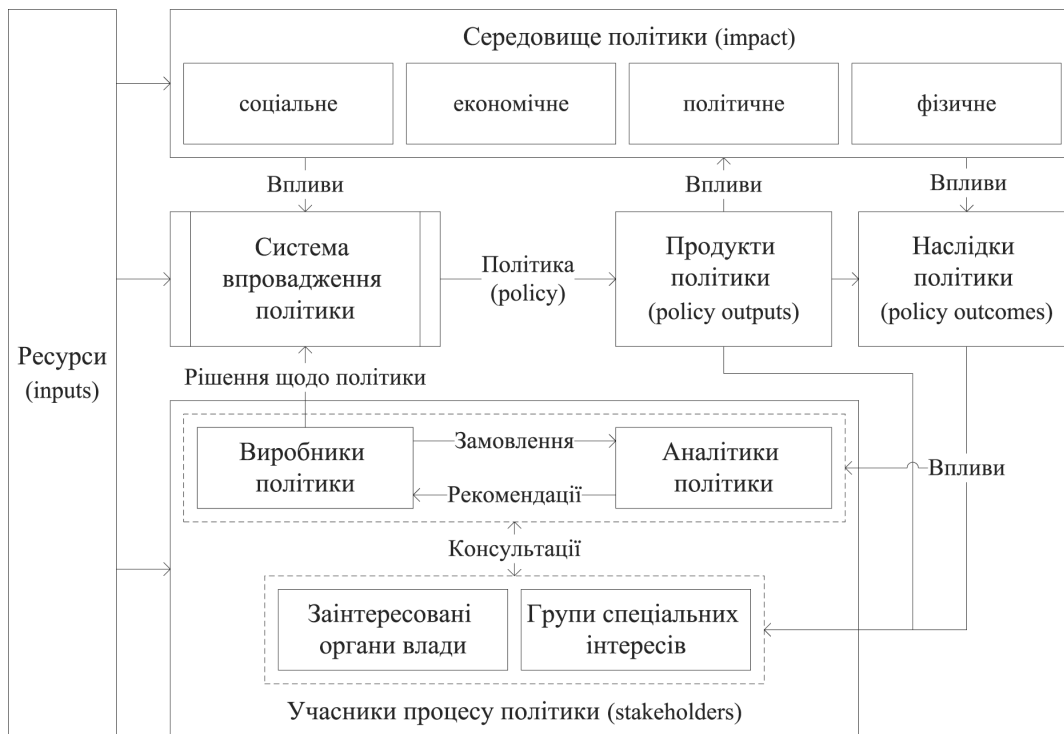 Середовище політики (impact)
соціальне
економічне
політичне
фізичне
Впливи
Впливи
Впливи
Система
впровадження
політики
Політика
(policy)
Продукти
політики
(policy outputs)
Наслідки
політики
(policy outcomes)
Ресурси
(inputs)
Рішення щодо політики
Виробники
політики
Замовлення
Рекомендації
Аналітики
політики
Впливи
Консультації
Заінтересовані
органи влади
Групи спеціальних
інтересів
Учасники процесу політики (stakeholders)